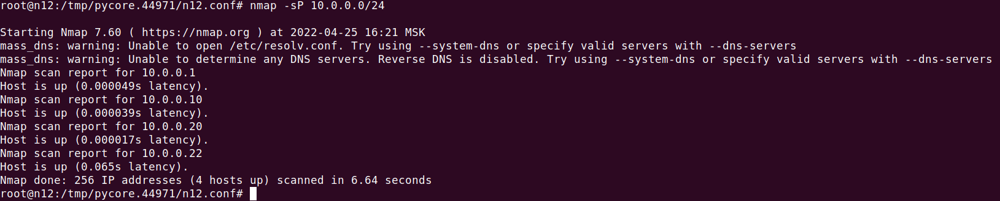 root@n12:/tmp/pycore.44971/n12.conf# nmap -sP 10.0.0.0/24
Starting Nmap 7.60 ( https://nmap.org ) at 2022-04-25 16:21 MSK
mass_dns: warning: Unable to open /etc/resolv.conf. Try using --system-dns or specify valid servers with --dns-servers
mass_dns: warning: Unable to determine any DNS servers. Reverse DNS is disabled. Try using --system-dns or specify valid servers with --dns-servers
Nmap scan report for 10.0.0.1
Host is up (0.000049s latency).
Nmap scan report for 10.0.0.10
Host is up (0.000039s latency).
Nmap scan report for 10.0.0.20
Host is up (0.000017s latency).
Nmap scan report for 10.0.0.22
Host is up (0.065s latency).
Nmap done: 256 IP addresses (4 hosts up) scanned in 6.64 seconds
root@n12:/tmp/pycore.44971/n12.conf#